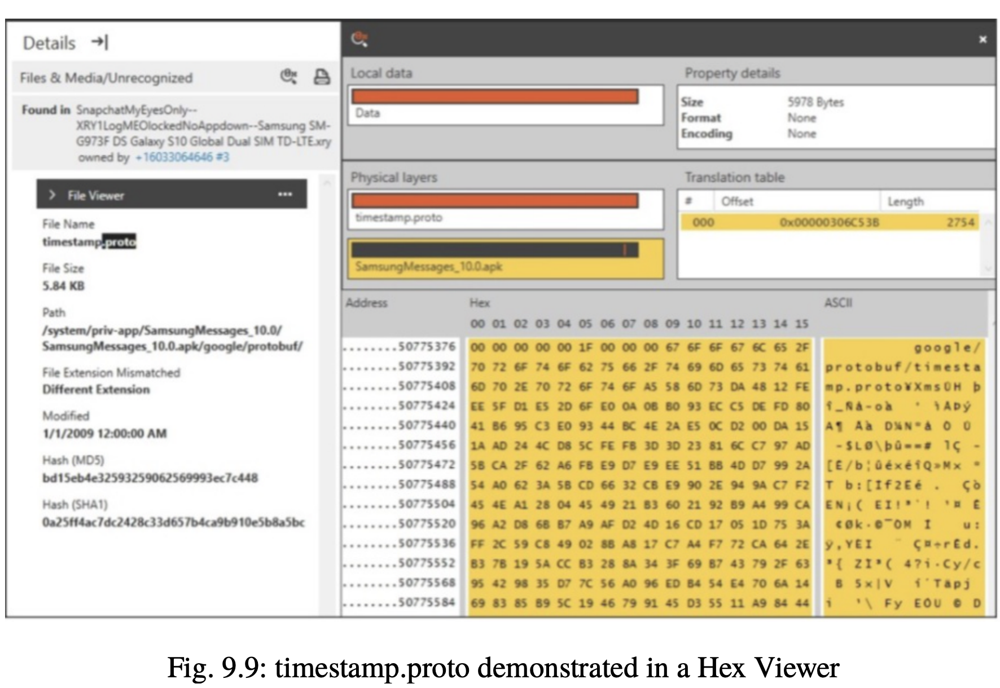 Details
Files & Media/Unrecognized
Found in SnapchatMyEyesOnly--
XRY1LogMEOlockedNoAppdown--Samsung SM-
G973F DS Galaxy S10 Global Dual SIM TD-LTE.xry
owned by +16033064646 #3
File Viewer
File Name
timestamp.proto
File Size
5.84 KB
Path
/system/priv-app/SamsungMessages_10.0/
SamsungMessages_10.0.apk/google/protobuf/
File Extension Mismatched
Different Extension
Modified
1/1/2009 12:00:00 AM
Hash (MD5)
bd15eb4e32593259062569993ec7c448
Hash (SHA1)
0a25ff4ac7dc2428c33d657b4ca9b910e5b8a5bc
Local data
Data
Property details
Size 5978 Bytes
Format None
Encoding None
Physical layers
timestamp.proto
SamsungMessages_10.0.apk
Translation table
# Offset Length
000 0x00000306C53B 2754
Address Hex ASCII
00 01 02 03 04 05 06 07 08 09 10 11 12 13 14 15
........50775376 00 00 00 00 00 1F 00 00 00 67 6F 6F 67 6C 65 2F google/
........50775392 70 72 6F 74 6F 62 75 66 2F 74 69 6D 65 73 74 61 protobuf/timesta
........50775408 6D 70 2E 70 72 6F 74 6F A5 58 6D 73 DA 48 12 FE mp.proto¥XmsÚH þ
........50775424 EE 5F D1 E5 2D 6F E0 0A 0B B0 93 EC C5 DE FD 80 î_Ñå-oà ° ìÅÞý
........50775440 41 B6 95 C3 E0 93 44 BC 4E 2A E5 0C D2 00 DA 15 A¶ Ãà D¼N*å Ò Ú
........50775456 1A AD 24 4C D8 5C FE FB 3D 3D 23 81 6C C7 97 AD -$LØ\þû==# lÇ -
........50775472 5B CA 2F 62 A6 FB E9 D7 E9 EE 51 BB 4D D7 99 2A [Ê/b¦ûé×éîQ»M× *
........50775488 54 A0 62 3A 5B CD 66 32 CB E9 90 2E 94 9A C7 F2 T b:[Íf2Ëé . Çò
........50775504 45 4E A1 28 04 45 49 21 B3 60 21 92 B9 A4 99 CA EN¡( EI!³`! ¹¤ Ê
........50775520 96 A2 D8 6B B7 A9 AF D2 4D 16 CD 17 05 1D 75 3A ¢Øk·©¯ÒM Í u:
........50775536 FF 2C 59 C8 49 02 8B A8 17 C7 A4 F7 72 CA 64 2E ÿ,YÈI ¨ Ç¤÷rÊd.
........50775552 B3 7B 19 5A CC B3 28 8A 34 3F 69 B7 43 79 2F 63 ³{ ZÌ³( 4?i·Cy/c
........50775568 95 42 98 35 D7 7C 56 A0 96 ED B4 54 E4 70 6A 14 B 5×|V í´Täpj
........50775584 69 83 85 B9 5C 19 46 79 91 45 D3 55 11 A9 84 44 i ¹\ Fy EÓU © D
Fig. 9.9: timestamp.proto demonstrated in a Hex Viewer